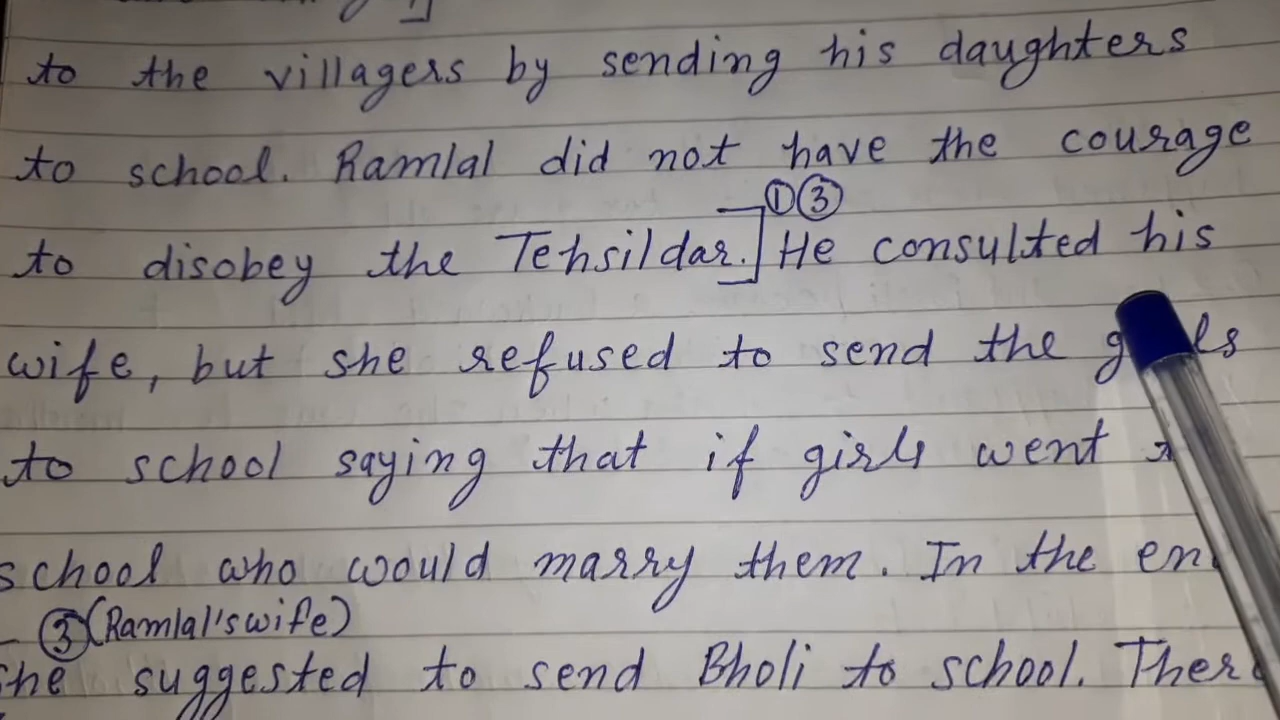 to the villagers by sending his daughters
to school. Ramlal did not have the courage
①③
to disobey the Tehsildar.] He consulted his
wife, but she refused to send the
to school saying that if girls went
school who would marry them. In the
③(Ramlal's wife)
She suggested to send Bholi to school.